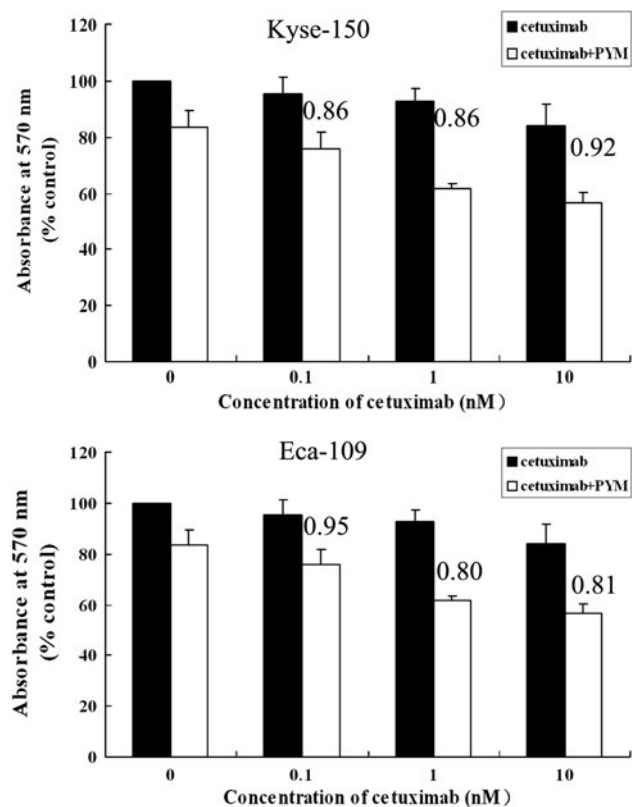 Kyse-150
cetuximab
cetuximab+PYM
Absorbance at 570 nm
(% control)
120
100
80
60
40
20
0
0.86
0.86
0.92
0
0.1
1
10
Concentration of cetuximab (nM)
Eca-109
cetuximab
cetuximab+PYM
Absorbance at 570 nm
(% control)
120
100
80
60
40
20
0
0.95
0.80
0.81
0
0.1
1
10
Concentration of cetuximab (nM)